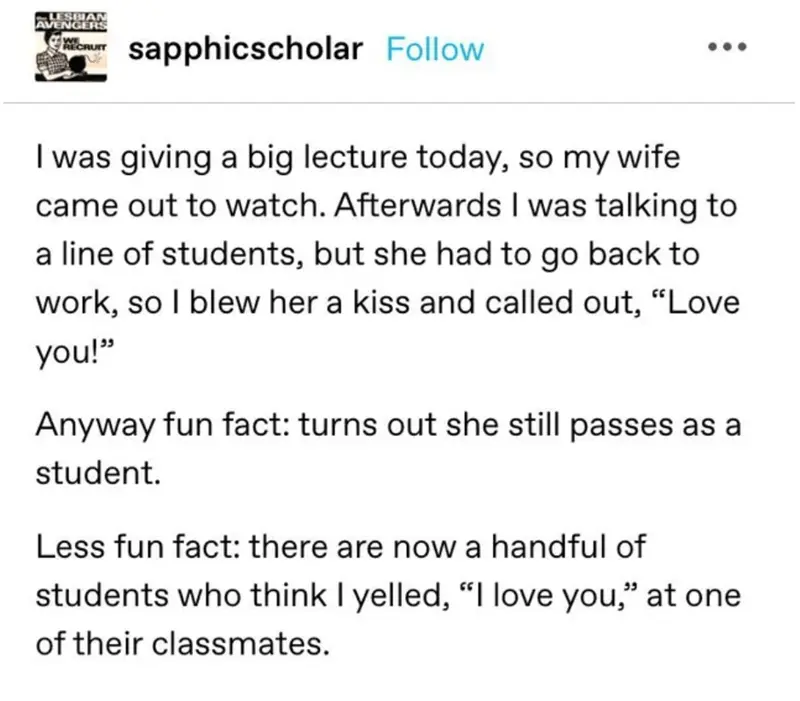 LESBIAN
AVENGERS
WE
RECRUIT
sapphicscholar Follow
I was giving a big lecture today, so my wife
came out to watch. Afterwards I was talking to
a line of students, but she had to go back to
work, so I blew her a kiss and called out, “Love
you!”
Anyway fun fact: turns out she still passes as a
student.
Less fun fact: there are now a handful of
students who think I yelled, “I love you,” at one
of their classmates.